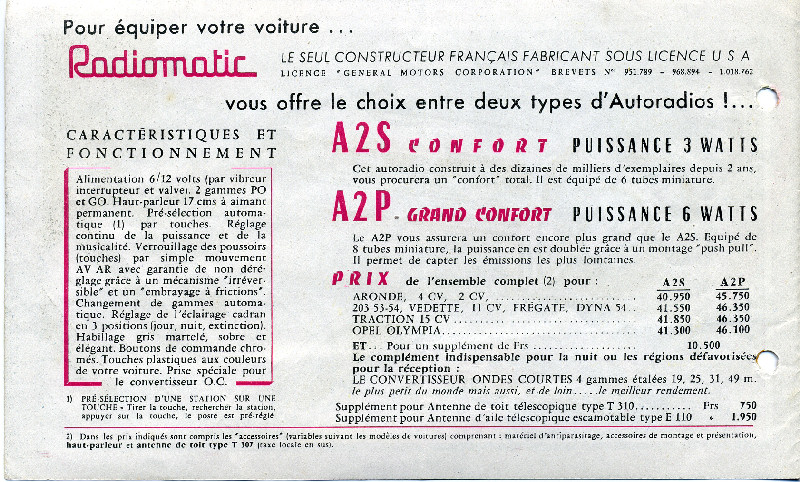 Pour équiper votre voiture ...
Radiomatic
LE SEUL CONSTRUCTEUR FRANÇAIS FABRICANT SOUS LICENCE U S A
LICENCE "GENERAL MOTORS CORPORATION" BREVETS N° 951.789 - 968.894 - 1.018.762
vous offre le choix entre deux types d'Autoradios !...
CARACTÉRISTIQUES ET
FONCTIONNEMENT
Alimentation 6/12 volts (par vibreur
interrupteur et valve). 2 gammes PO
et GO. Haut-parleur 17 cms à aimant
permanent. Pré-sélection automa-
tique (1) par touches. Réglage
continu de la puissance et de la
musicalité. Verrouillage des poussoirs
(touches) par simple mouvement
AV AR avec garantie de non déré-
glage grâce à un mécanisme "irréver-
sible" et un "embrayage à frictions".
Changement de gammes automa-
tique. Réglage de l'éclairage cadran
en 3 positions (jour, nuit, extinction).
Habillage gris martelé, sobre et
élégant. Boutons de commande chro-
més. Touches plastiques aux couleurs
de votre voiture. Prise spéciale pour
le convertisseur O.C.
1) PRÉ-SÉLECTION D'UNE STATION SUR UNE
TOUCHE - Tirer la touche, rechercher la station,
appuyer sur la touche, le poste est pré-réglé
A2S CONFORT PUISSANCE 3 WATTS
Cet autoradio construit à des dizaines de milliers d'exemplaires depuis 2 ans,
vous procurera un "confort" total. Il est équipé de 6 tubes miniature.
A2P - GRAND CONFORT PUISSANCE 6 WATTS
Le A2P vous assurera un confort encore plus grand que le A2S. Equipé de
8 tubes miniature, la puissance en est doublée grâce à un montage "push pull".
Il permet de capter les émissions les plus lointaines.
PRIX de l'ensemble complet (2) pour : A2S A2P
ARONDE, 4 CV, 2 CV, ........................ 40.950 45.750
203-53-54, VEDETTE, 11 CV, FRÉGATE, DYNA 54.. 41.550 46.350
TRACTION 15 CV .............................. 41.850 46.350
OPEL OLYMPIA................................ 41.300 46.100
ET... Pour un supplément de Frs .................. 10.500
Le complément indispensable pour la nuit ou les régions défavorisées
pour la réception :
LE CONVERTISSEUR ONDES COURTES 4 gammes étalées 19, 25, 31, 49 m.
le plus petit du monde mais aussi, et de loin.....le meilleur rendement.
Supplément pour Antenne de toit télescopique type T 310........... Frs 750
Supplément pour Antenne d'aile télescopique escamotable type E 110 " 1.950
2) Dans les prix indiqués sont compris les "accessoires" (variables suivant les modèles de voitures) comprenant : matériel d'antiparasitage, accessoires de montage et présentation,
haut-parleur et antenne de toit type T 307 (taxe locale en sus).